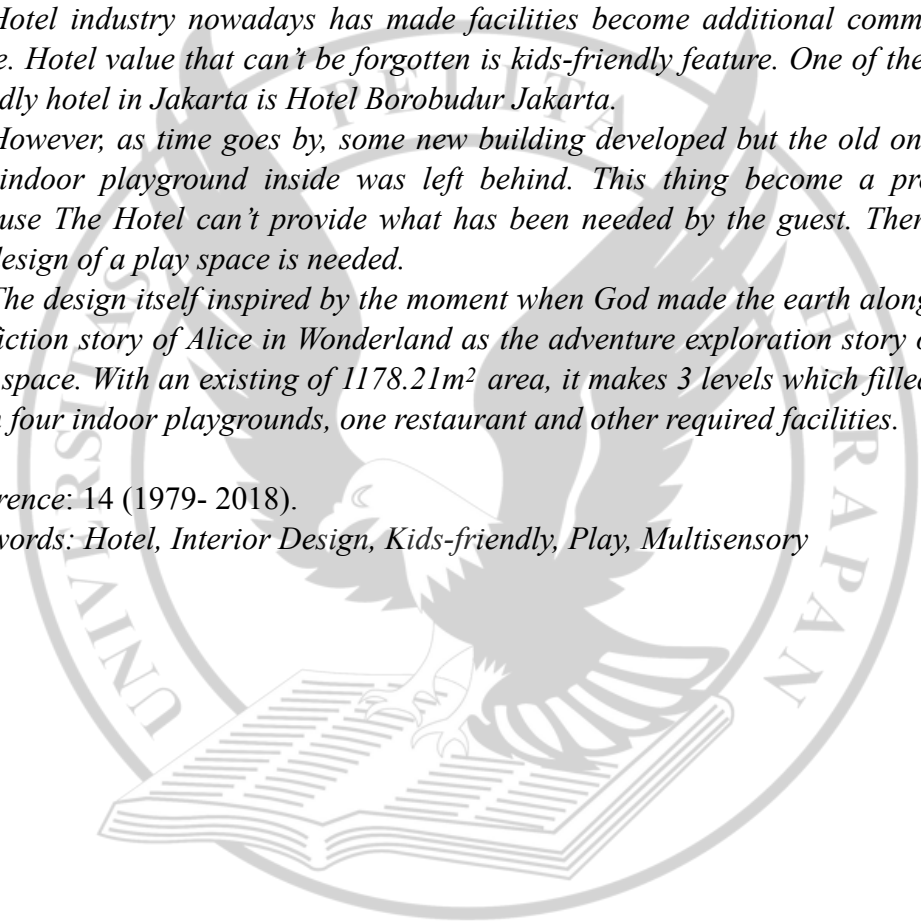 Hotel industry nowadays has made facilities become additional comm
e. Hotel value that can’t be forgotten is kids-friendly feature. One of the
dly hotel in Jakarta is Hotel Borobudur Jakarta.
However, as time goes by, some new building developed but the old on
indoor playground inside was left behind. This thing become a pr
use The Hotel can’t provide what has been needed by the guest. Ther
design of a play space is needed.
The design itself inspired by the moment when God made the earth along
fiction story of Alice in Wonderland as the adventure exploration story o
space. With an existing of 1178.21m² area, it makes 3 levels which filled
four indoor playgrounds, one restaurant and other required facilities.
rence: 14 (1979- 2018).
words: Hotel, Interior Design, Kids-friendly, Play, Multisensory
UNIVERSITAS PELITA HARAPAN